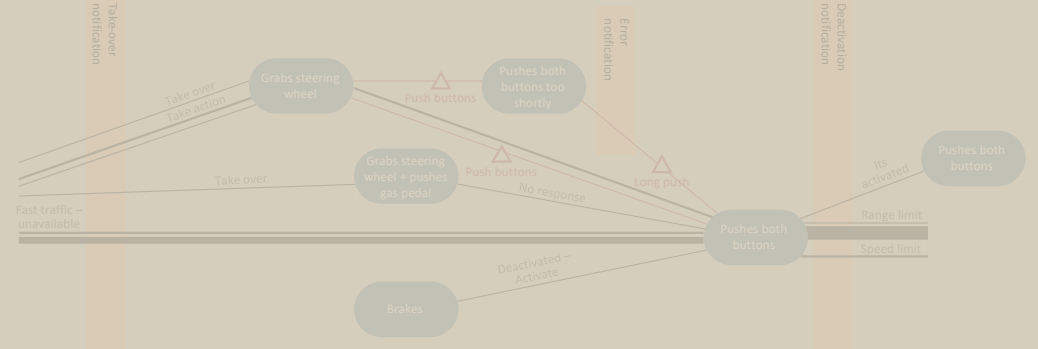 Take-over
notification
Error
notification
Deactivation
notification
Take over
Take action
Grabs steering
wheel
Push buttons
Pushes both
buttons too
shortly
Push buttons
Long push
Take over
Grabs steering
wheel + pushes
gas pedal
No response
Fast traffic –
unavailable
Pushes both
buttons
Its
activated
Pushes both
buttons
Range limit
Speed limit
Deactivated –
Activate
Brakes